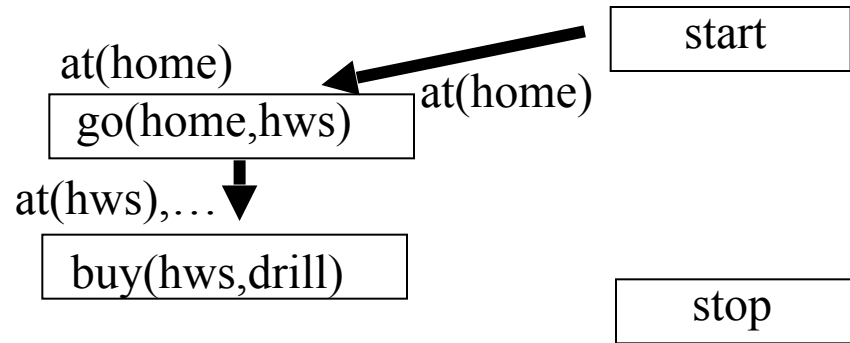 start
at(home)
at(home)
go(home,hws)
at(hws),…
buy(hws,drill)
stop